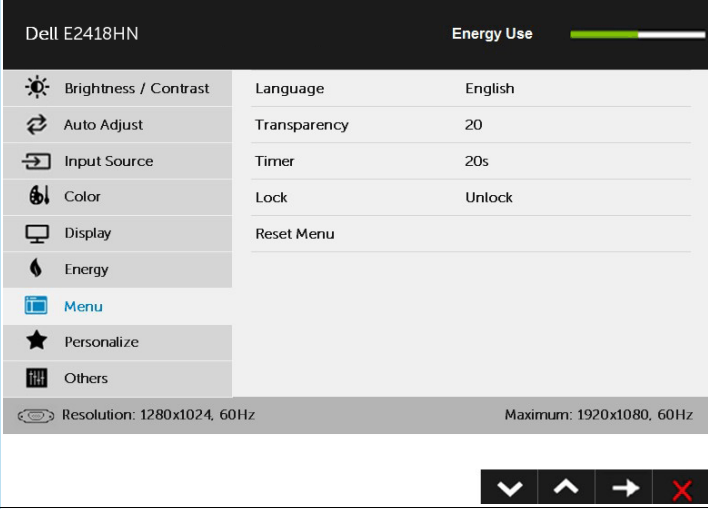 Dell E2418HN Energy Use
Brightness / Contrast Language English
Auto Adjust Transparency 20
Input Source Timer 20s
Color Lock Unlock
Display Reset Menu
Energy
Menu
Personalize
Others
Resolution: 1280x1024, 60Hz Maximum: 1920x1080, 60Hz